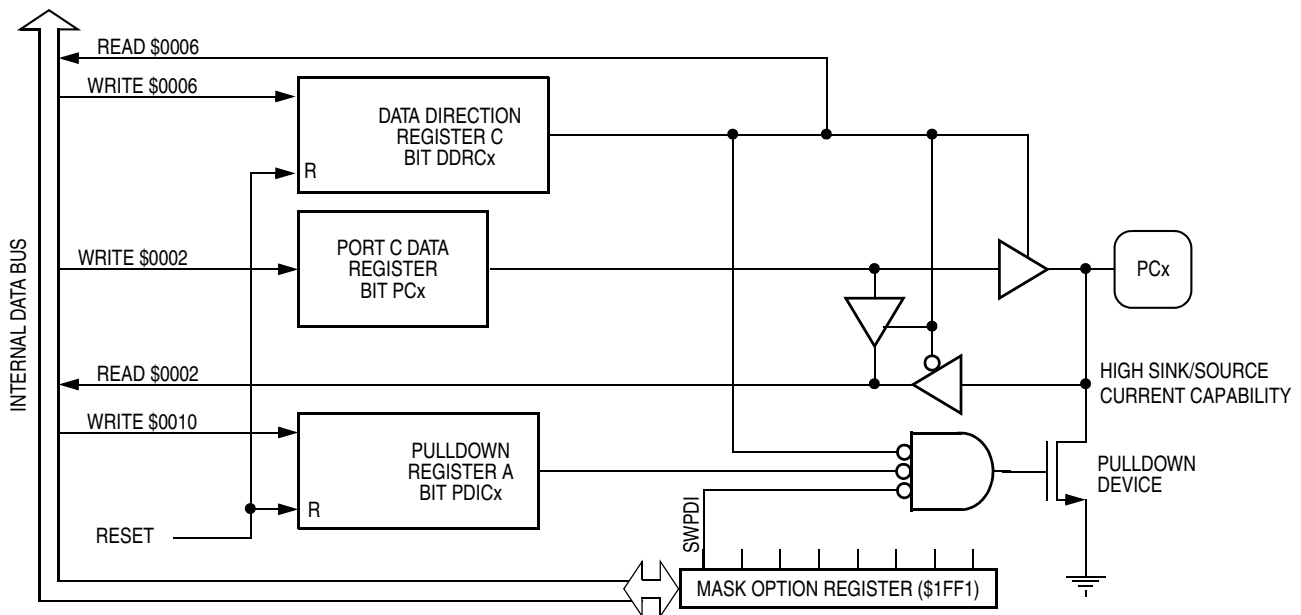 READ $0006
WRITE $0006
DATA DIRECTION
REGISTER C
BIT DDRCx
R
INTERNAL DATA BUS
WRITE $0002
PORT C DATA
REGISTER
BIT PCx
PCx
READ $0002
HIGH SINK/SOURCE
CURRENT CAPABILITY
WRITE $0010
PULLDOWN
REGISTER A
BIT PDICx
R
PULLDOWN
DEVICE
RESET
SWPDI
MASK OPTION REGISTER ($1FF1)